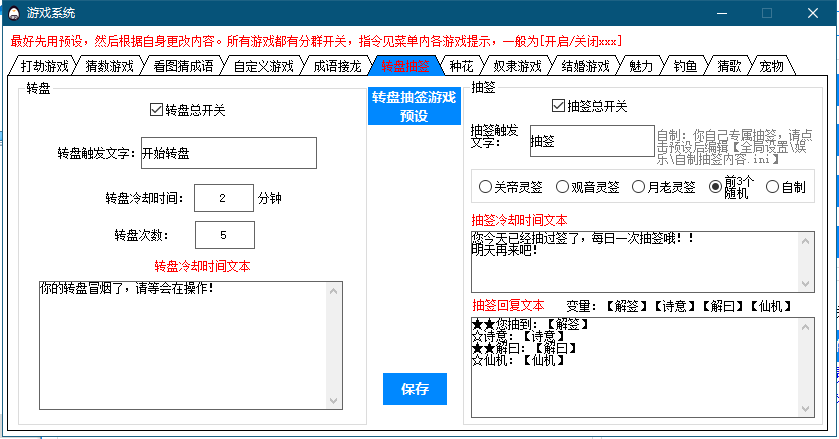 游戏系统
最好先用预设，然后根据自身更改内容。所有游戏都有分群开关，指令见菜单内各游戏提示，一般为[开启/关闭xxx]
打劫游戏 猜数游戏 看图猜成语 自定义游戏 成语接龙 转盘抽签 种花 奴隶游戏 结婚游戏 魅力 钓鱼 猜歌 宠物
转盘
转盘总开关
转盘触发文字：开始转盘
转盘冷却时间： 2 分钟
转盘次数： 5
转盘冷却时间文本
你的转盘冒烟了，请等会在操作！
转盘抽签游戏
预设
保存
抽签
抽签总开关
抽签触发
文字：
抽签
自制：你自己专属抽签，请点
击预设后编辑【全局设置\娱
乐\自制抽签内容.ini】
关帝灵签 观音灵签 月老灵签 前3个
随机 自制
抽签冷却时间文本
您今天已经抽过签了，每日一次抽签哦！！
明天再来吧！
抽签回复文本 变量：【解签】【诗意】【解曰】【仙机】
★★您抽到：【解签】
☆诗意：【诗意】
★★解曰：【解曰】
☆仙机：【仙机】